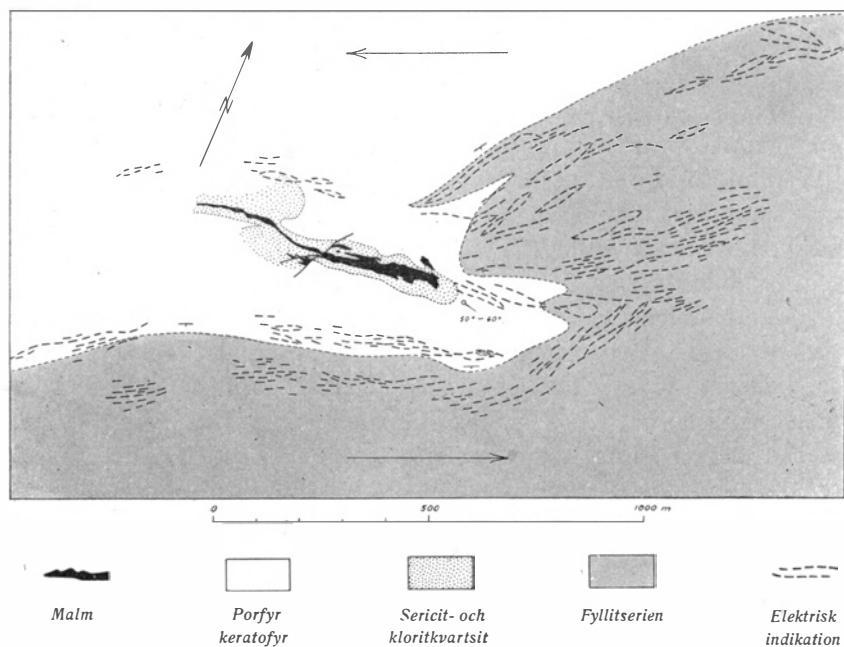 N
50° – 60°
0 500 1000 m
Malm
Porfyr
keratofyr
Sericit- och
kloritkvartsit
Fyllitserien
Elektrisk
indikation